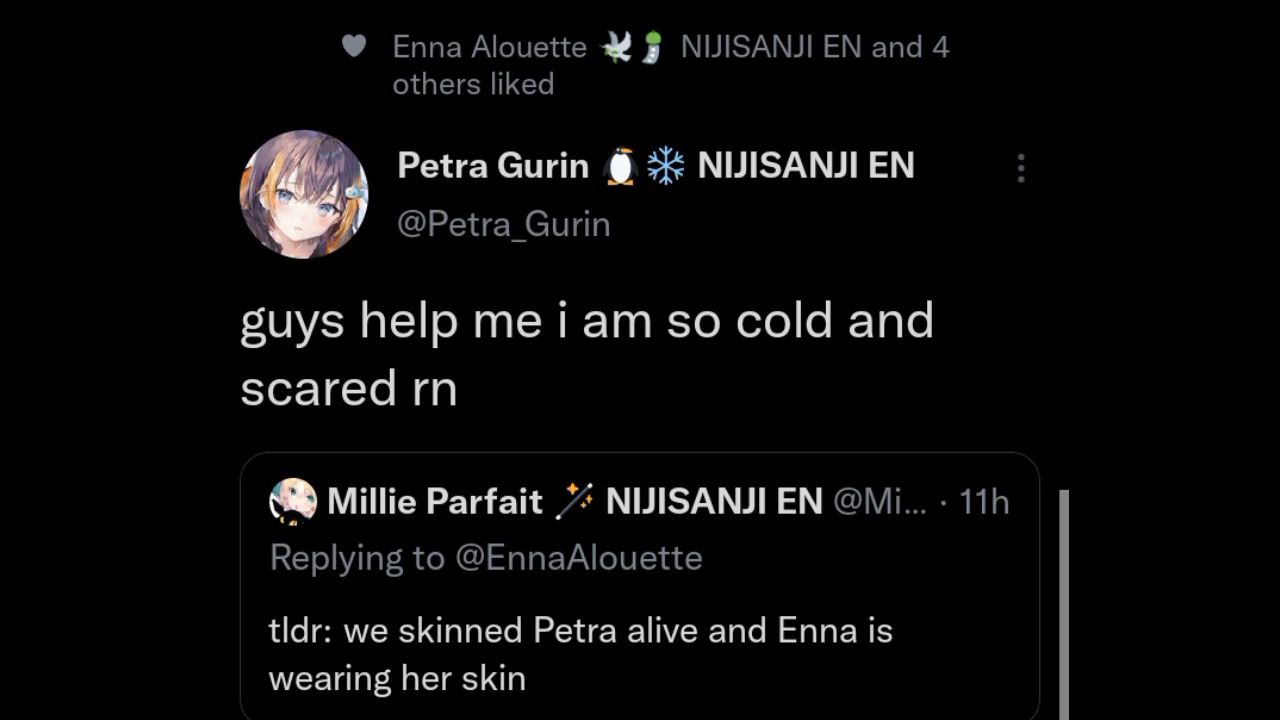 Enna Alouette 🕊️🫛 NIJISANJI EN and 4
others liked
Petra Gurin 🐧❄️ NIJISANJI EN
@Petra_Gurin
guys help me i am so cold and
scared rn
Millie Parfait 🪄 NIJISANJI EN @Mi... · 11h
Replying to @EnnaAlouette
tldr: we skinned Petra alive and Enna is
wearing her skin